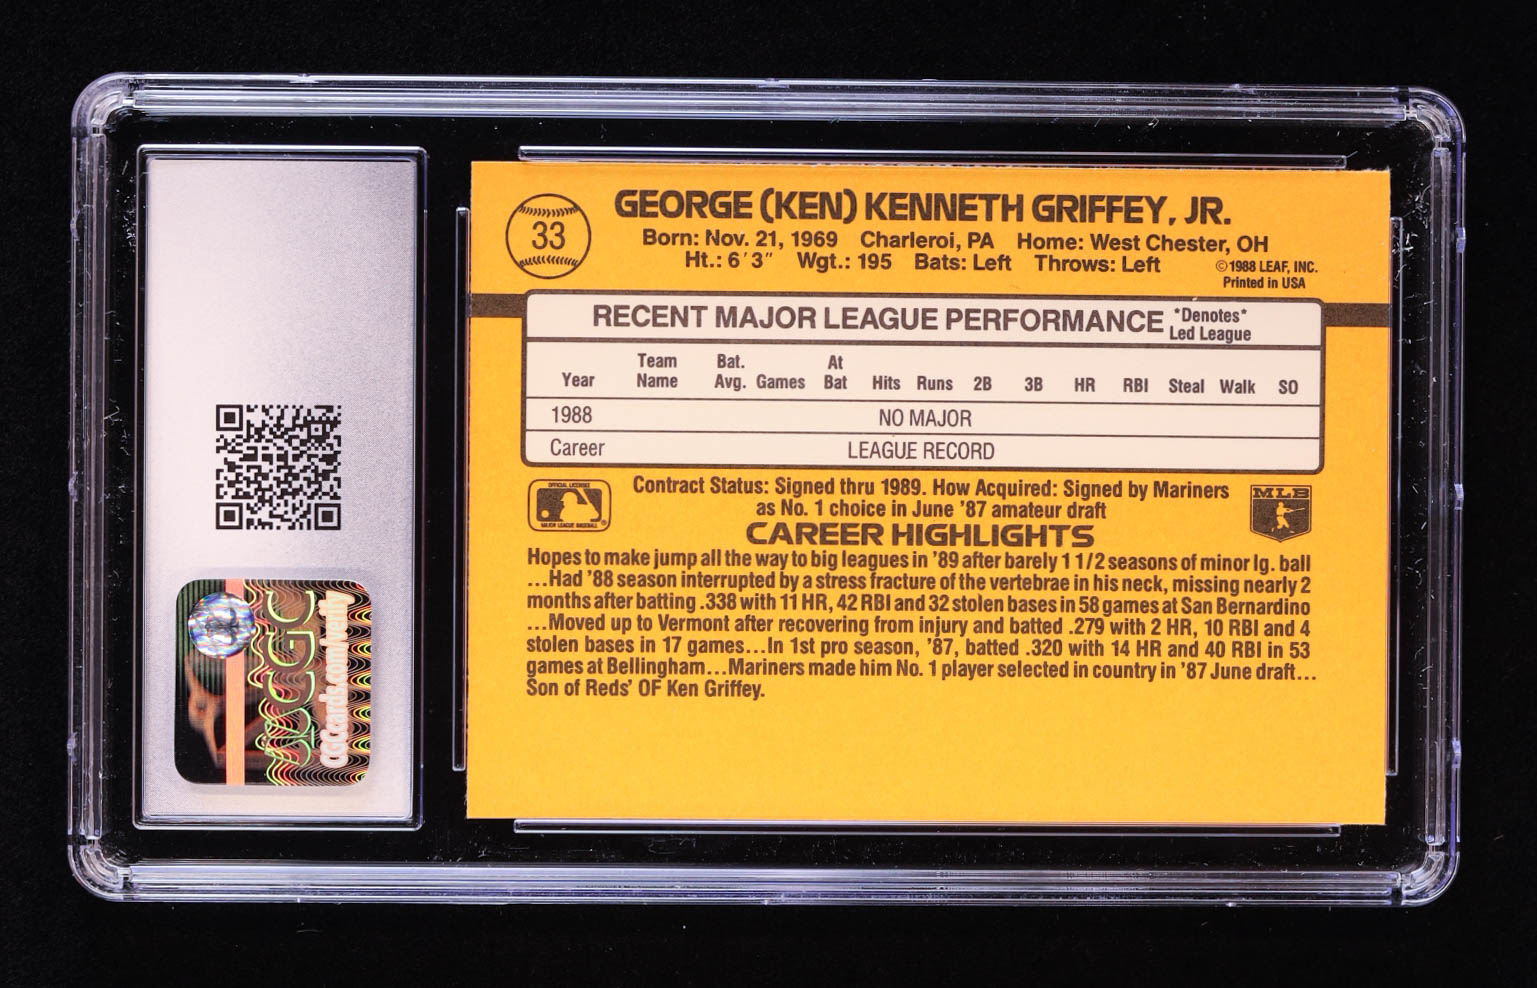 33
GEORGE (KEN) KENNETH GRIFFEY, JR.
Born: Nov. 21, 1969 Charleroi, PA Home: West Chester, OH
Ht.: 6'3" Wgt.: 195 Bats: Left Throws: Left
©1988 LEAF, INC.
Printed in USA
RECENT MAJOR LEAGUE PERFORMANCE
*Denotes*
Led League
Year Team Name Bat. Avg. Games At Bat Hits Runs 2B 3B HR RBI Steal Walk SO
1988 NO MAJOR
Career LEAGUE RECORD
OFFICIAL LICENSEE
MAJOR LEAGUE BASEBALL
Contract Status: Signed thru 1989. How Acquired: Signed by Mariners
as No. 1 choice in June '87 amateur draft
MLB
CAREER HIGHLIGHTS
Hopes to make jump all the way to big leagues in '89 after barely 1 1/2 seasons of minor lg. ball
...Had '88 season interrupted by a stress fracture of the vertebrae in his neck, missing nearly 2
months after batting .338 with 11 HR, 42 RBI and 32 stolen bases in 58 games at San Bernardino
...Moved up to Vermont after recovering from injury and batted .279 with 2 HR, 10 RBI and 4
stolen bases in 17 games...In 1st pro season, '87, batted .320 with 14 HR and 40 RBI in 53
games at Bellingham...Mariners made him No. 1 player selected in country in '87 June draft...
Son of Reds' OF Ken Griffey.
CGC
CGCcards.com/verify